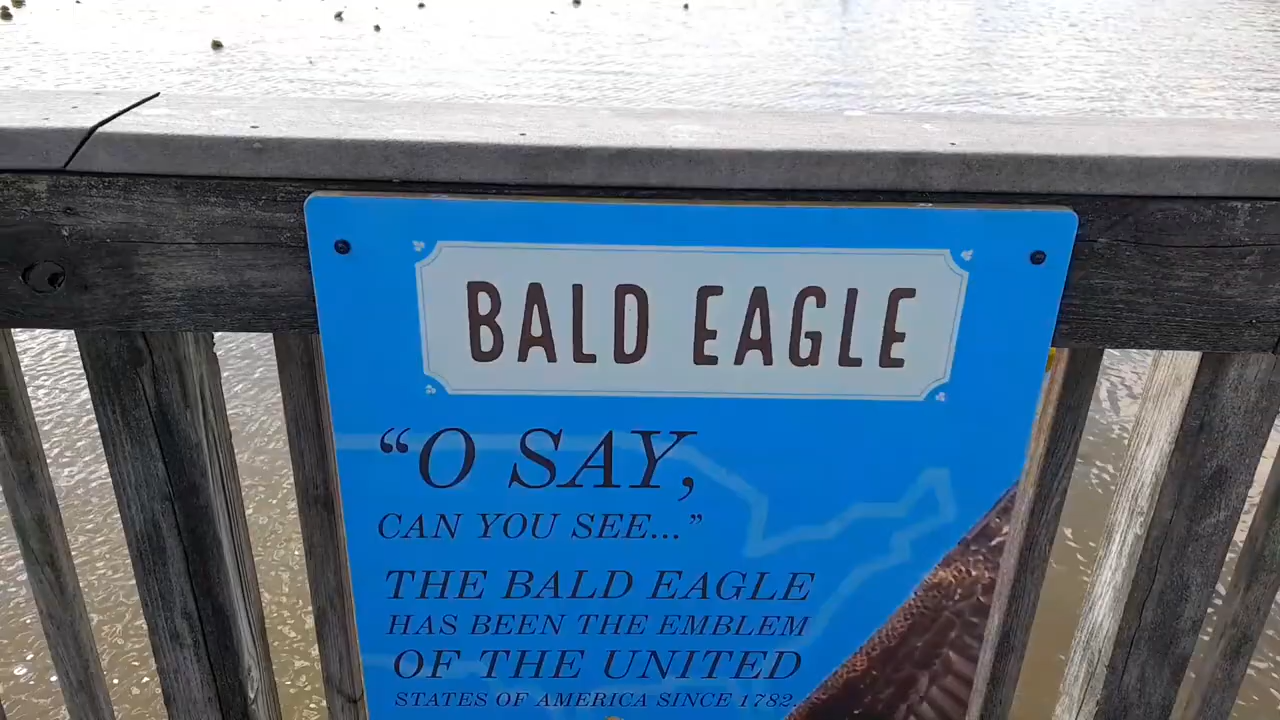 BALD EAGLE
“O SAY,
CAN YOU SEE...”
THE BALD EAGLE
HAS BEEN THE EMBLEM
OF THE UNITED
STATES OF AMERICA SINCE 1782.